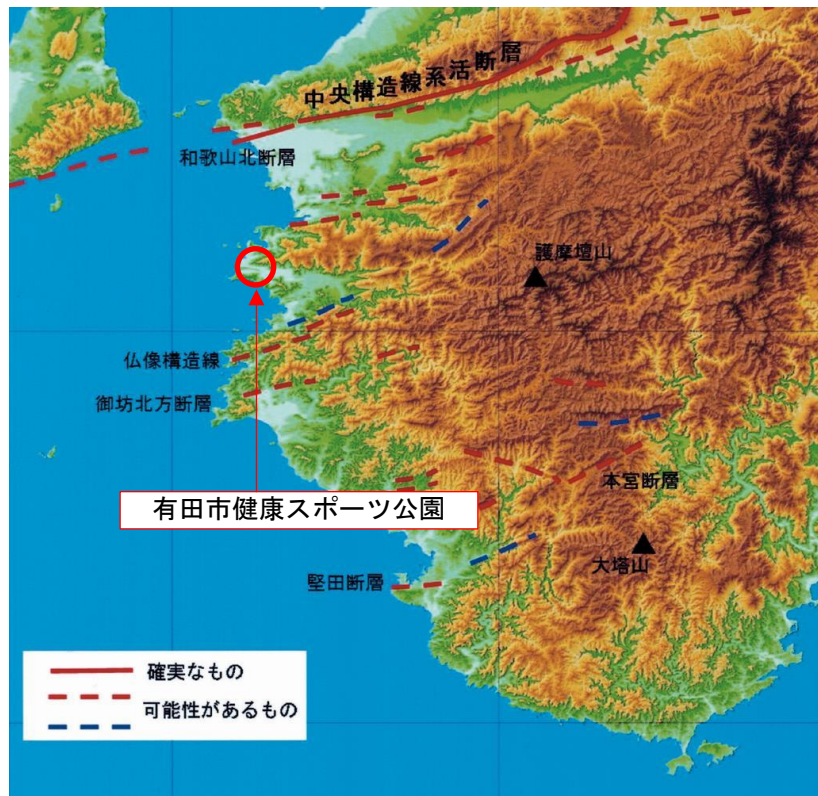 中央構造線系活断層
和歌山北断層
護摩壇山
仏像構造線
御坊北方断層
本宮断層
有田市健康スポーツ公園
大塔山
堅田断層
確実なもの
可能性があるもの